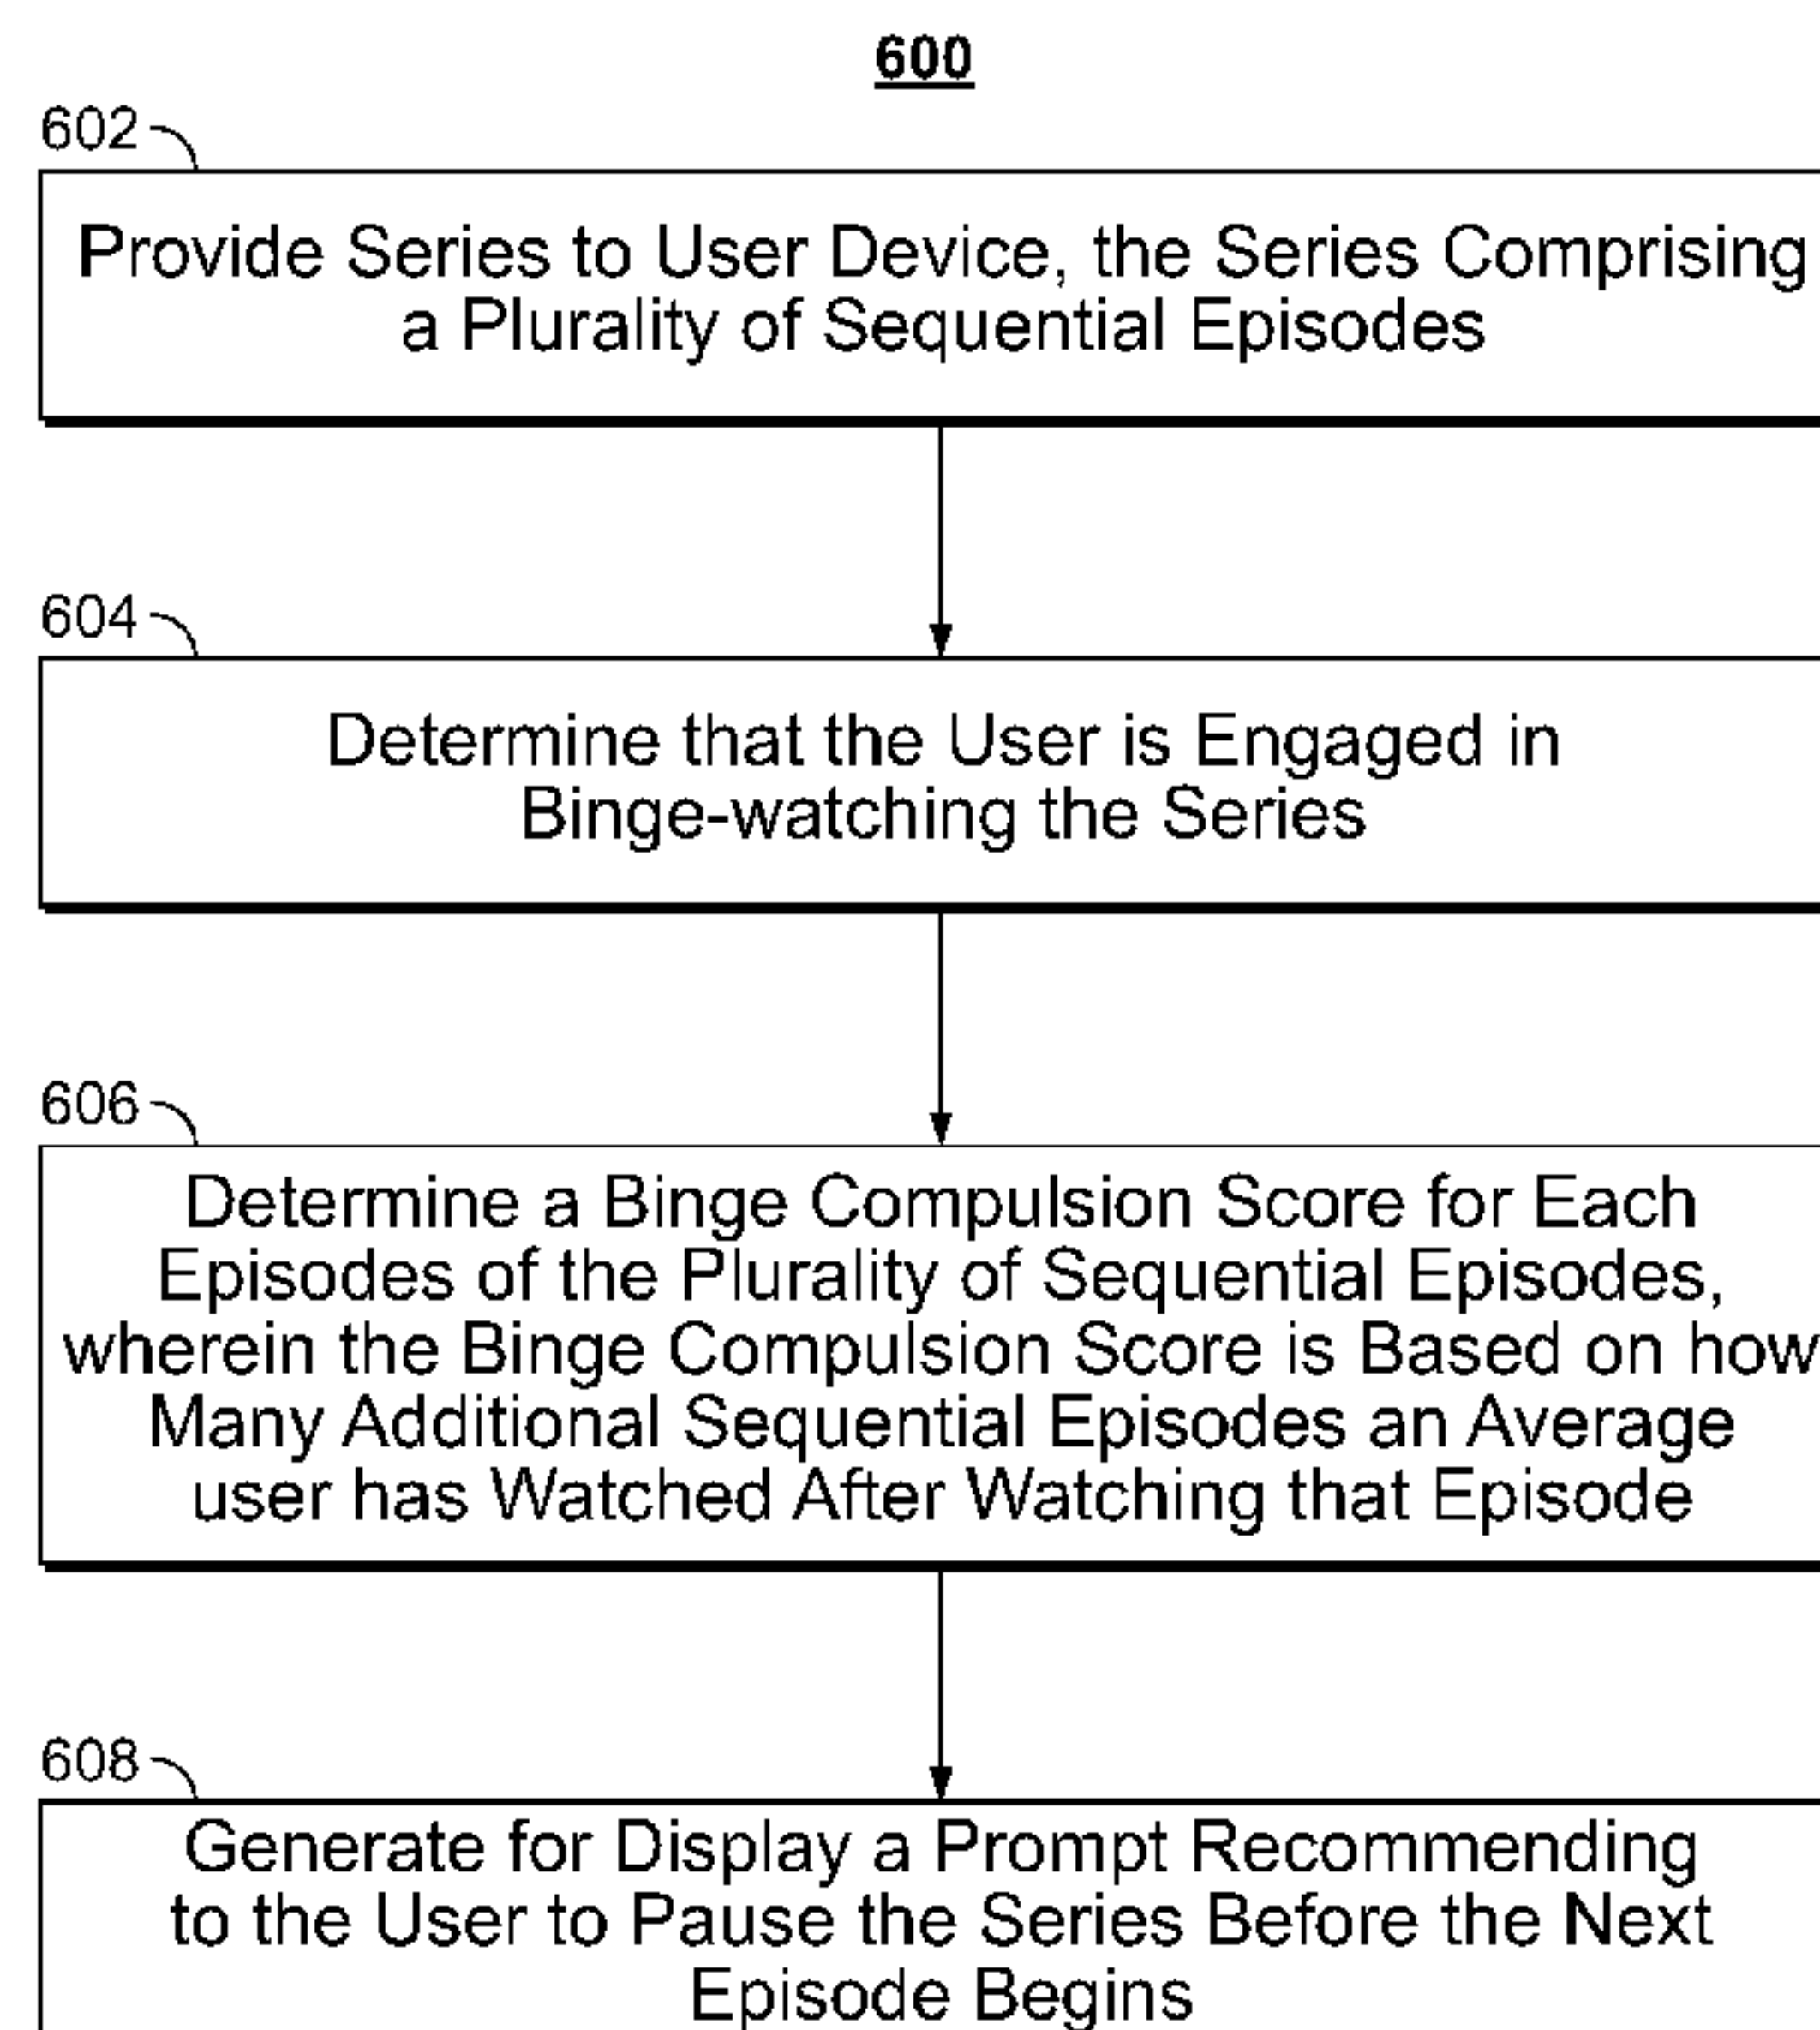 600
602
Provide Series to User Device, the Series Comprising
a Plurality of Sequential Episodes
604
Determine that the User is Engaged in
Binge-watching the Series
606
Determine a Binge Compulsion Score for Each
Episodes of the Plurality of Sequential Episodes,
wherein the Binge Compulsion Score is Based on how
Many Additional Sequential Episodes an Average
user has Watched After Watching that Episode
608
Generate for Display a Prompt Recommending
to the User to Pause the Series Before the Next
Episode Begins